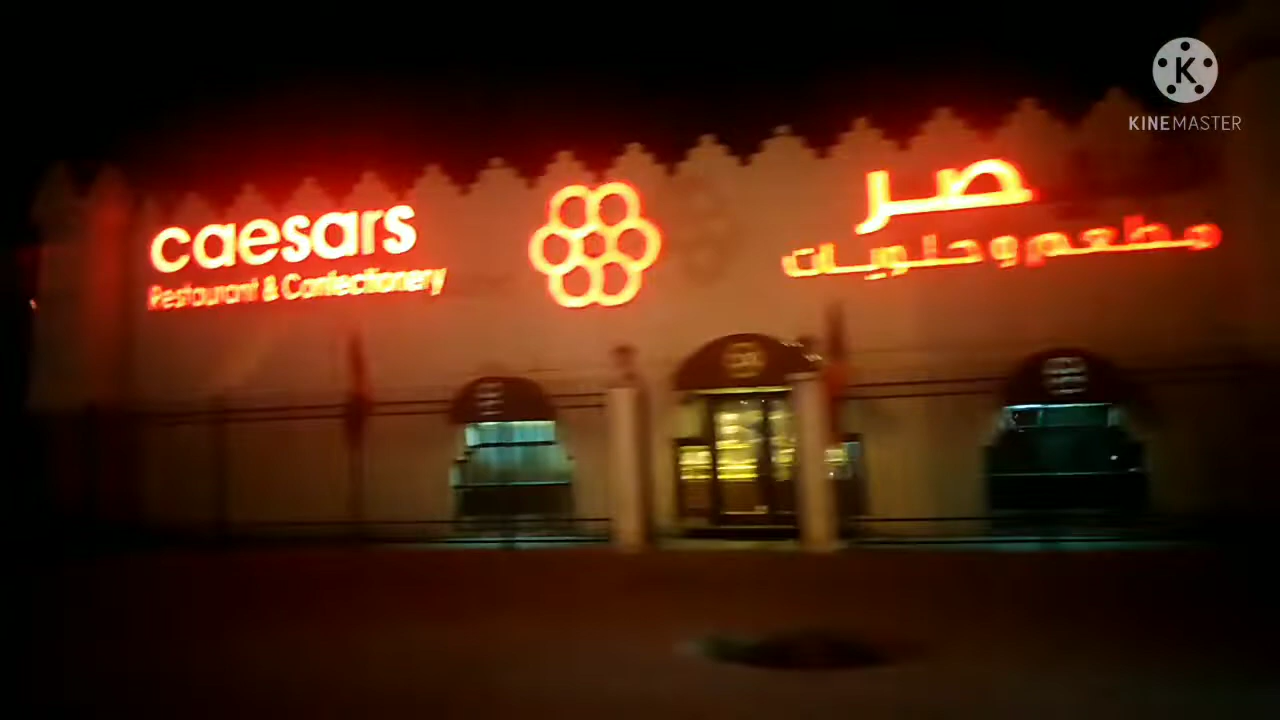 caesars
Restaurant & Confectionery
صر
مطعم وحلويات
K
KINEMASTER